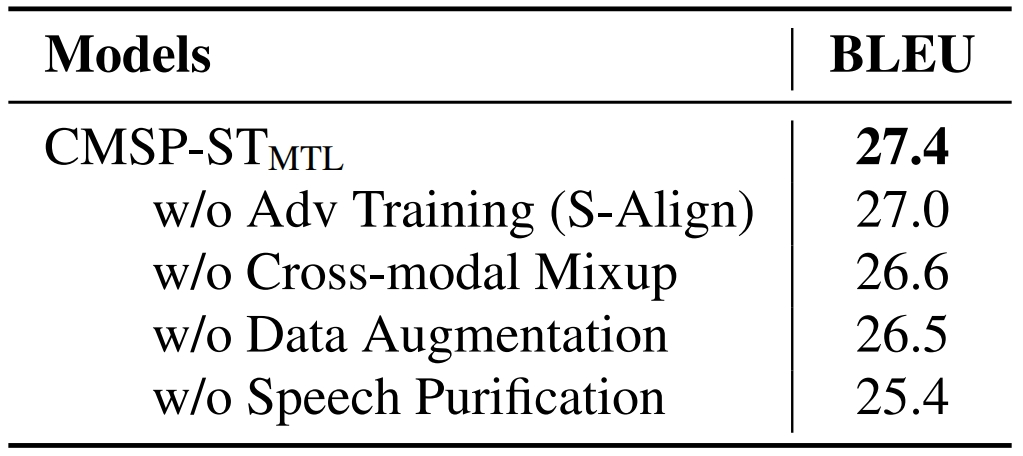 Models BLEU
CMSP-ST_MTL 27.4
w/o Adv Training (S-Align) 27.0
w/o Cross-modal Mixup 26.6
w/o Data Augmentation 26.5
w/o Speech Purification 25.4